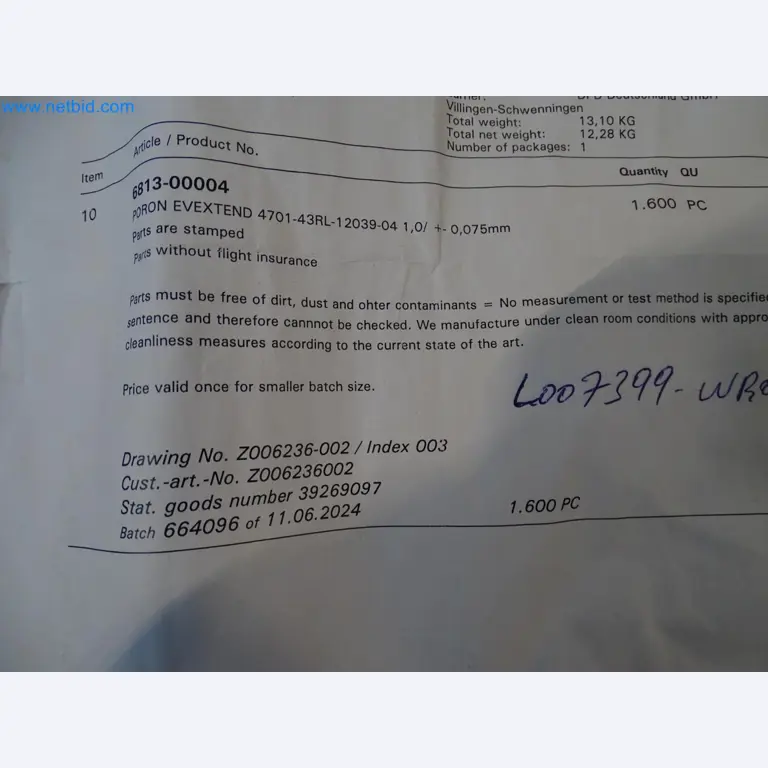 www.netbid.com
Villingen-Schwenningen
Total weight: 13,10 KG
Total net weight: 12,28 KG
Number of packages: 1
Article / Product No.
Item
Quantity QU
6813-00004
10 PORON EVEXTEND 4701-43RL-12039-04 1,0/ +- 0,075mm 1.600 PC
Parts are stamped
Parts without flight insurance
Parts must be free of dirt, dust and ohter contaminants = No measurement or test method is specifie
sentence and therefore cannnot be checked. We manufacture under clean room conditions with appro
cleanliness measures according to the current state of the art.
Price valid once for smaller batch size.
L007399-WR
Drawing No. Z006236-002 / Index 003
Cust.-art.-No. Z006236002
Stat. goods number 39269097
Batch 664096 of 11.06.2024 1.600 PC